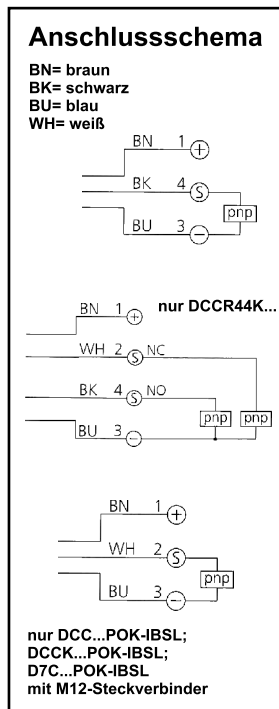 Anschlussschema
BN= braun
BK= schwarz
BU= blau
WH= weiß
BN 1 +
BK 4 S
pnp
BU 3 −
nur DCCR44K...
BN 1 +
WH 2 S NC
BK 4 S NO
pnp pnp
BU 3 −
BN 1 +
WH 2 S
pnp
BU 3 −
nur DCC...POK-IBSL;
DCCK...POK-IBSL;
D7C...POK-IBSL
mit M12-Steckverbinder